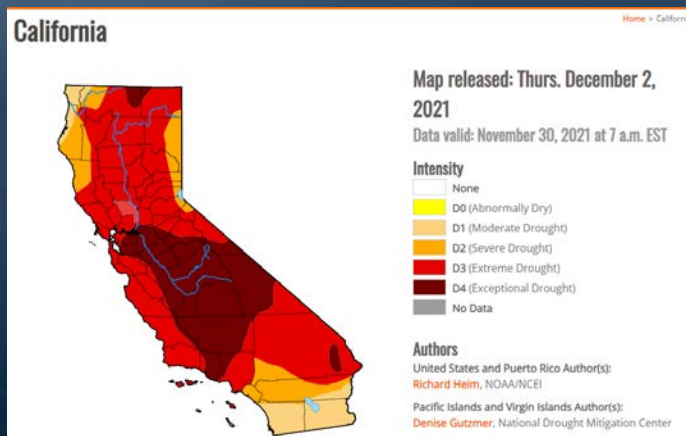 Home > Californi
California
Map released: Thurs. December 2,
2021
Data valid: November 30, 2021 at 7 a.m. EST
Intensity
None
D0 (Abnormally Dry)
D1 (Moderate Drought)
D2 (Severe Drought)
D3 (Extreme Drought)
D4 (Exceptional Drought)
No Data
Authors
United States and Puerto Rico Author(s):
Richard Heim, NOAA/NCEI
Pacific Islands and Virgin Islands Author(s):
Denise Gutzmer, National Drought Mitigation Center